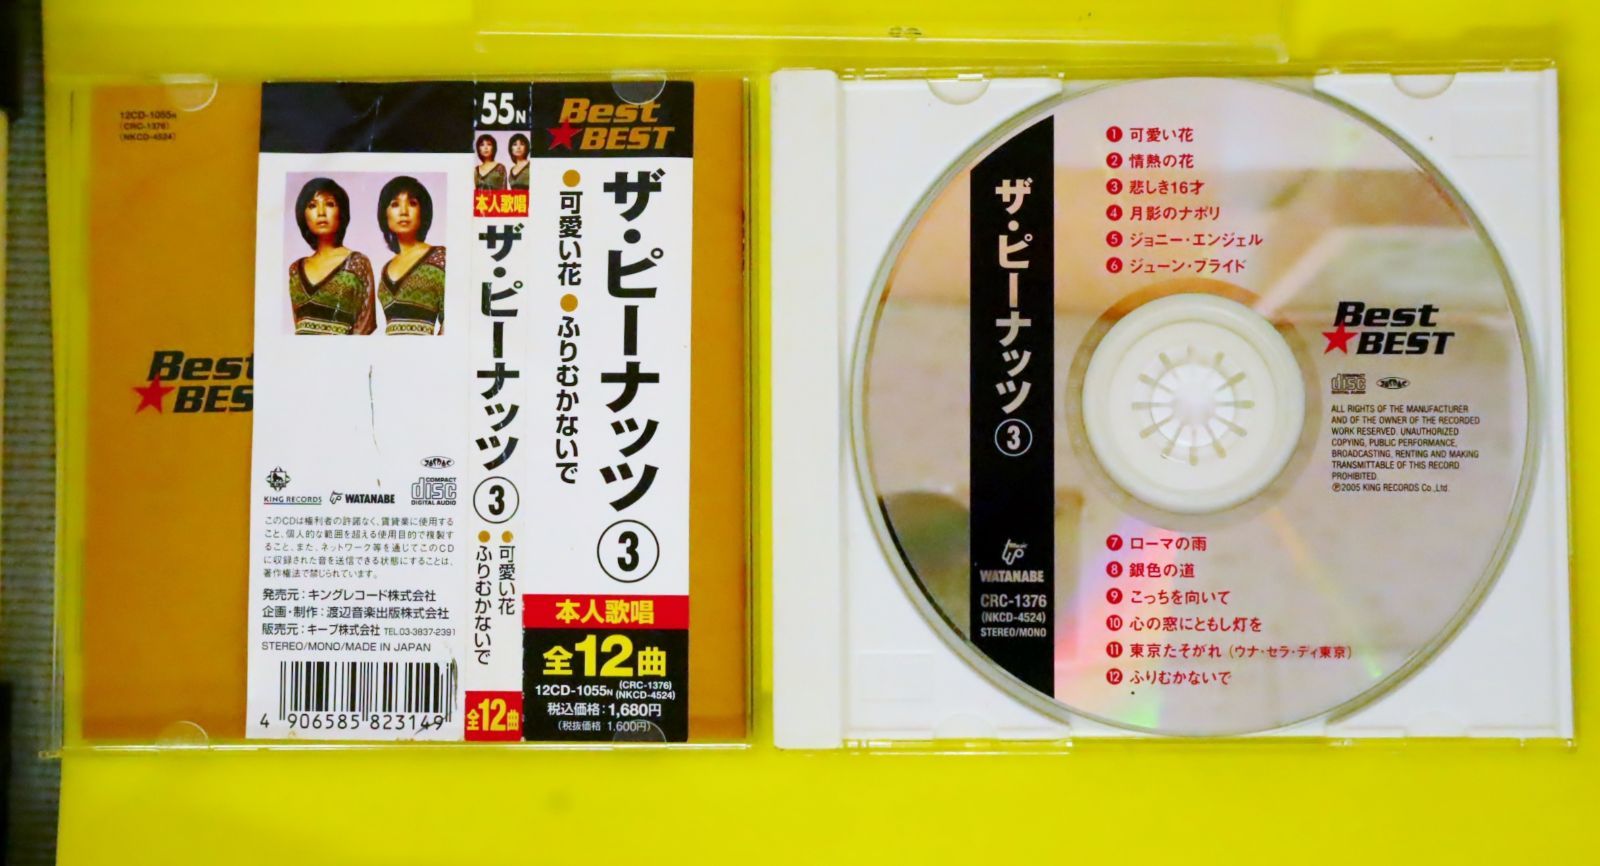 12CD-1055N
(CRC-1376)
(NKCD-4524)
Best
BES
KING RECORDS
WATANABE
JASRAC
COMPACT
disc
DIGITAL AUDIO
このCDは権利者の許諾なく、賃貸業に使用する
こと、個人的な範囲を超える使用目的で複製す
ること、また、ネットワーク等を通じてこのCD
に収録された音を送信できる状態にすることは、
著作権法で禁じられています。
発売元：キングレコード株式会社
企画・制作：渡辺音楽出版株式会社
販売元：キープ株式会社 TEL.03-3837-2391
STEREO/MONO/MADE IN JAPAN
4 906585 823149
55N
本人歌唱
ザ・ピーナッツ③
●可愛い花
●ふりむかないで
全12曲
Best
BEST
ザ・ピーナッツ③
●可愛い花●ふりむかないで
本人歌唱
全12曲
12CD-1055N (CRC-1376)
(NKCD-4524)
税込価格：1,680円
（税抜価格：1,600円）
ザ・ピーナッツ③
WATANABE
CRC-1376
(NKCD-4524)
STEREO/MONO
1 可愛い花
2 情熱の花
3 悲しき16才
4 月影のナポリ
5 ジョニー・エンジェル
6 ジューン・ブライド
7 ローマの雨
8 銀色の道
9 こっちを向いて
10 心の窓にともし灯を
11 東京たそがれ（ウナ・セラ・ディ東京）
12 ふりむかないで
Best
BEST
COMPACT
disc
DIGITAL AUDIO
JASRAC
ALL RIGHTS OF THE MANUFACTURER
AND OF THE OWNER OF THE RECORDED
WORK RESERVED. UNAUTHORIZED
COPYING, PUBLIC PERFORMANCE,
BROADCASTING, RENTING AND MAKING
TRANSMITTABLE OF THIS RECORD
PROHIBITED.
℗2005 KING RECORDS Co.,Ltd.